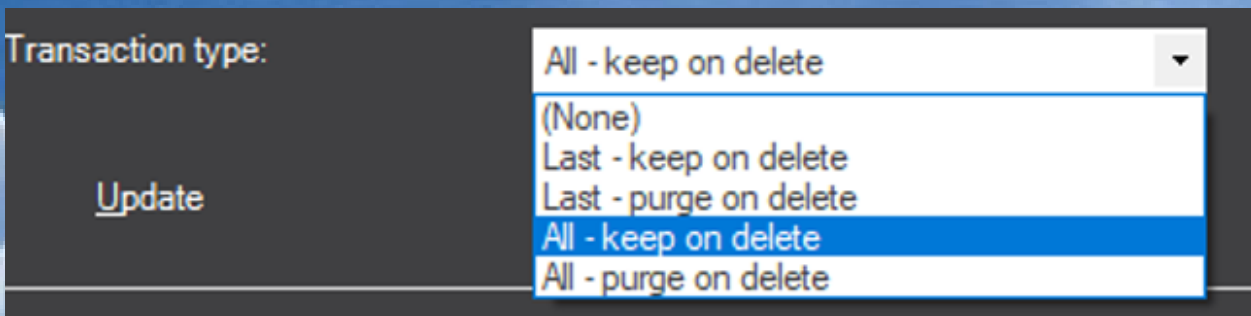 Transaction type:
All - keep on delete
(None)
Last - keep on delete
Last - purge on delete
Update
All - keep on delete
All - purge on delete